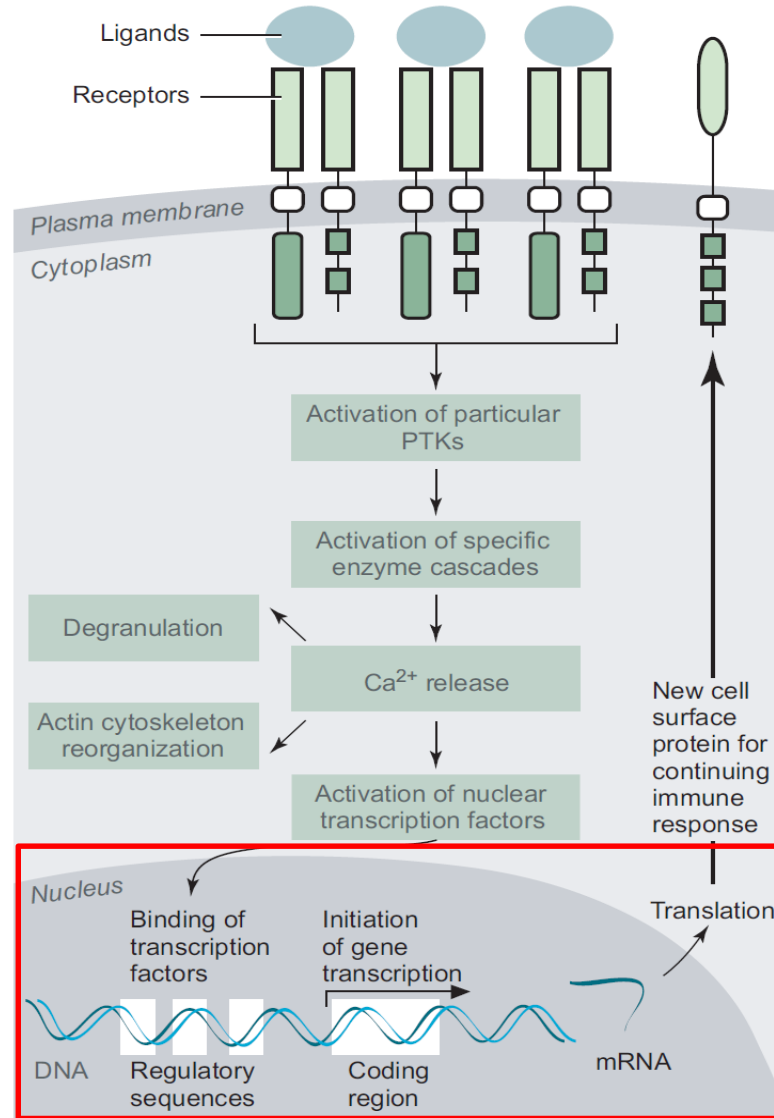 Ligands
Receptors
Plasma membrane
Cytoplasm
Activation of particular
PTKs
Activation of specific
enzyme cascades
Degranulation
Ca²⁺ release
Actin cytoskeleton
reorganization
New cell
surface
protein for
continuing
immune
response
Activation of nuclear
transcription factors
Nucleus
Binding of
transcription
factors
Initiation
of gene
transcription
Translation
DNA
Regulatory
sequences
Coding
region
mRNA